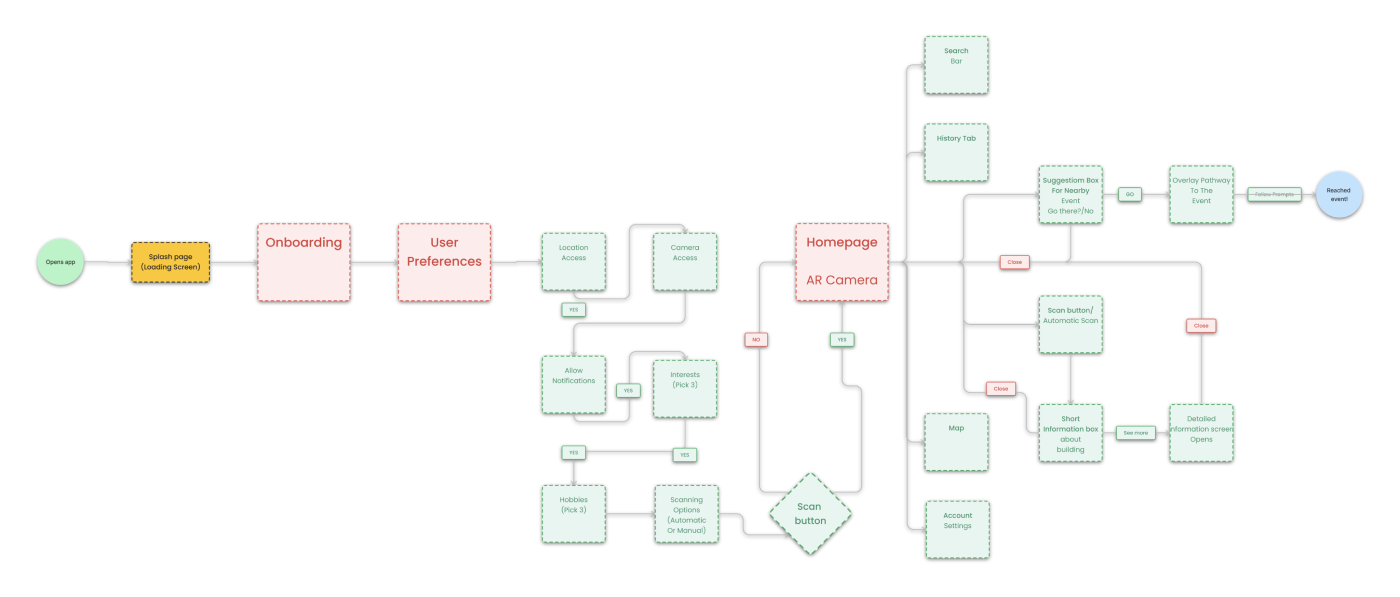 Opens app
Splash page
(Loading Screen)
Onboarding
User
Preferences
Location
Access
YES
Camera
Access
Allow
Notifications
YES
Interests
(Pick 3)
YES
YES
Hobbies
(Pick 3)
Scanning
Options
(Automatic
Or Manual)
Scan
button
NO
YES
Homepage
AR Camera
Search
Bar
History Tab
Map
Account
Settings
Suggestiom Box
For Nearby
Event
Go there?/No
GO
Overlay Pathway
To The
Event
Follow Prompts
Reached
event!
Close
Scan button/
Automatic Scan
Close
Close
Short
Information box
about
building
See more
Detailed
information screen
Opens